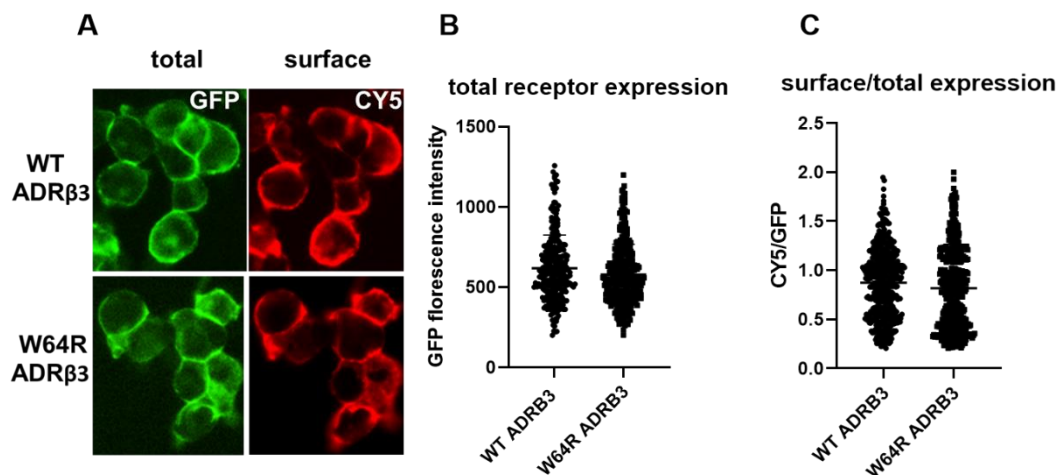 A
total surface
GFP CY5
WT
ADRβ3
W64R
ADRβ3
B
total receptor expression
GFP florescence intensity
1500
1000
500
0
WT ADRB3
W64R ADRB3
C
surface/total expression
CY5/GFP
2.5
2.0
1.5
1.0
0.5
0.0
WT ADRB3
W64R ADRB3